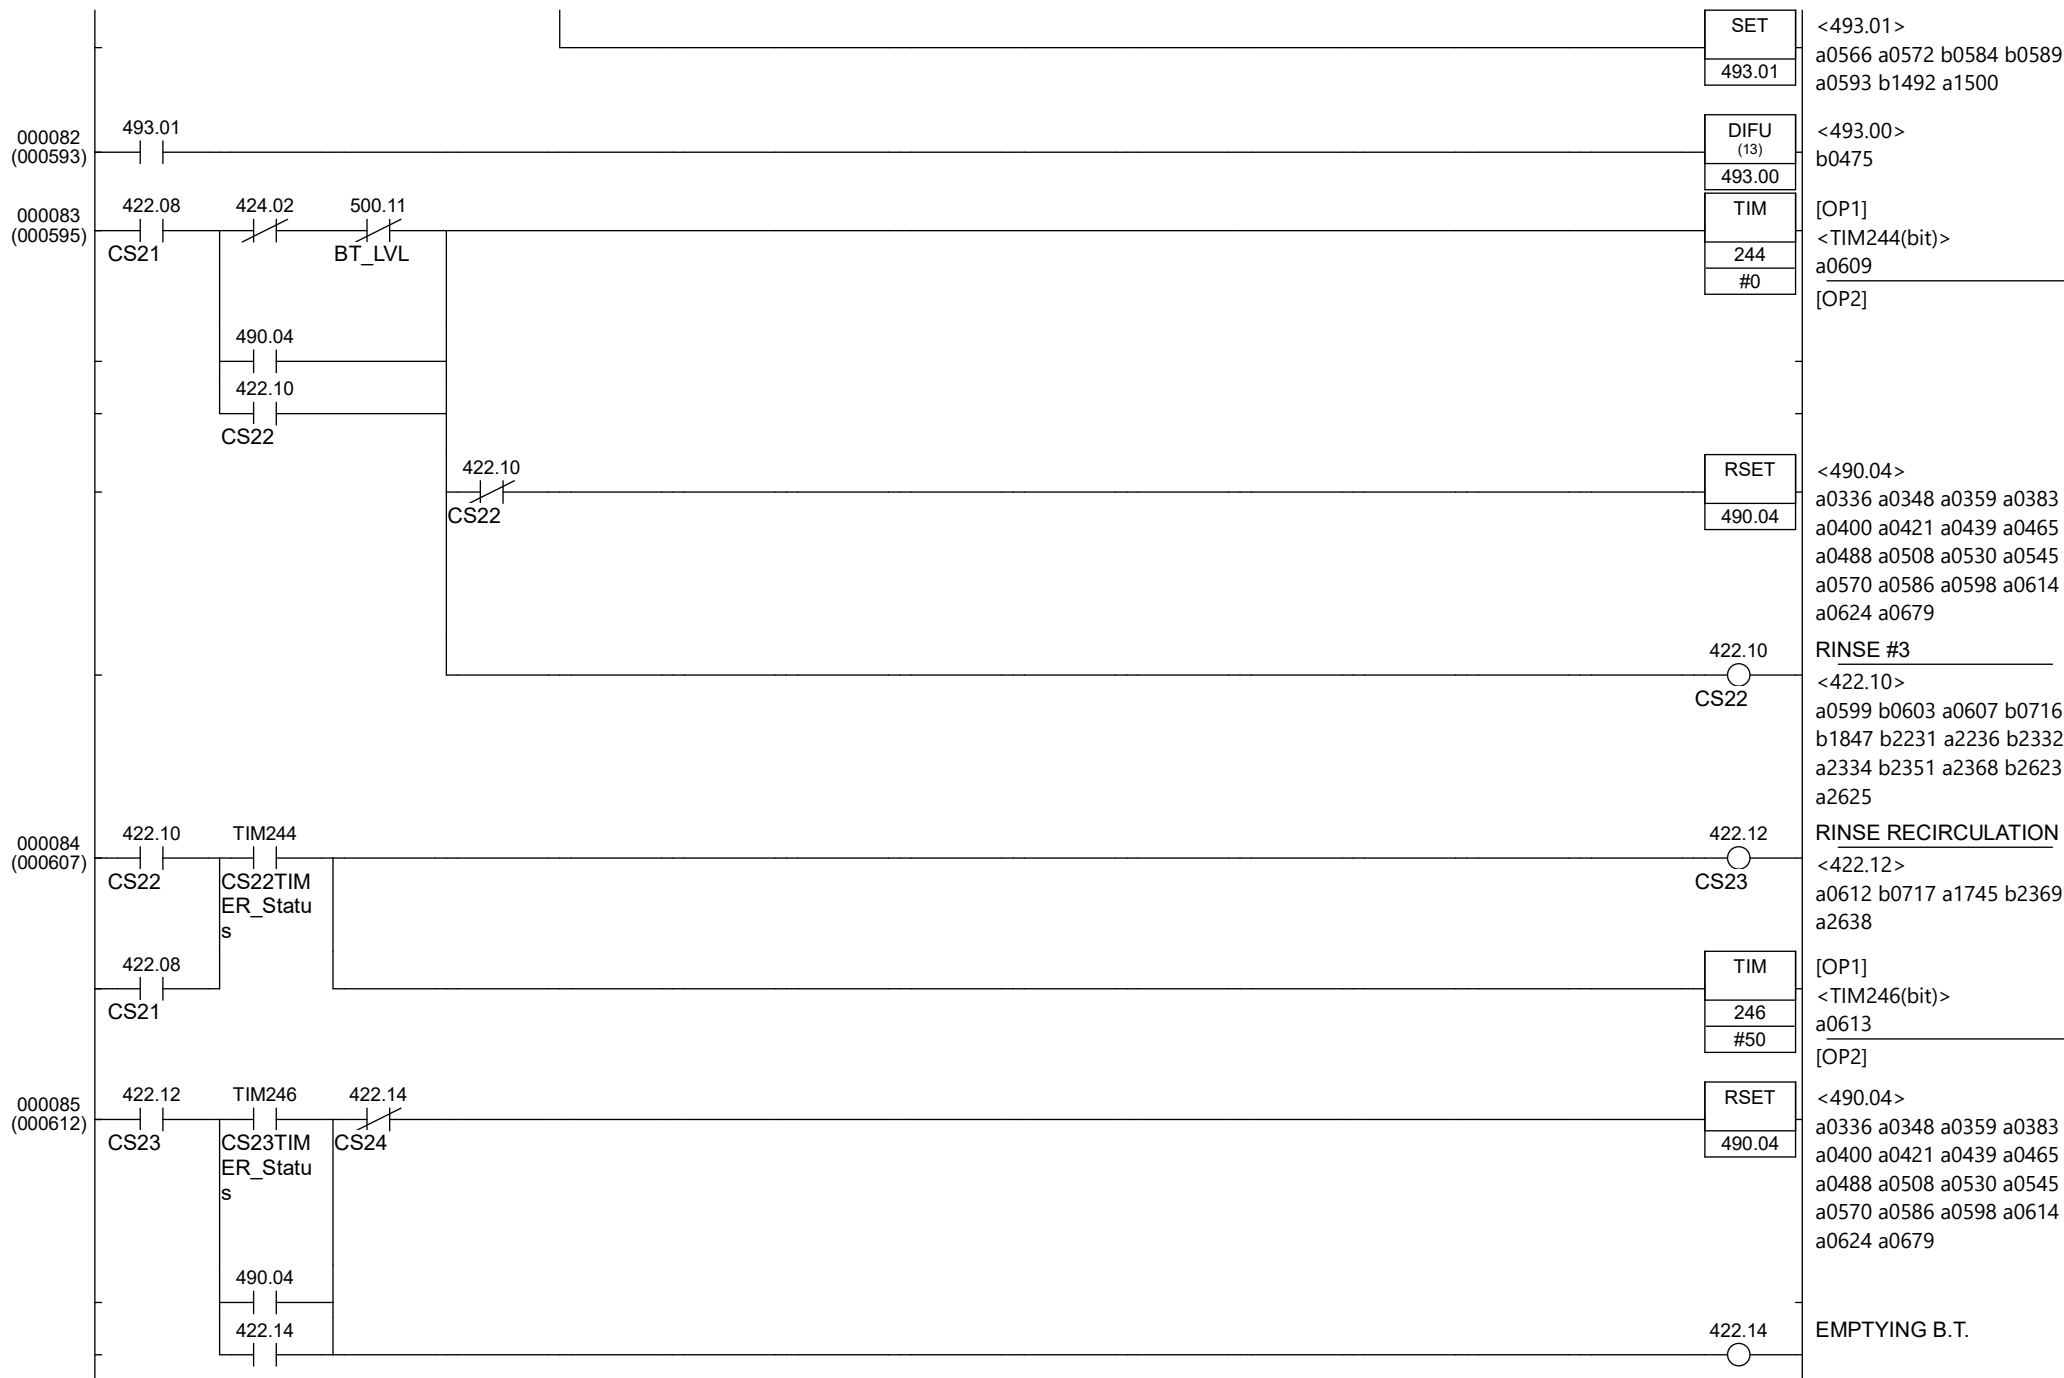 SET
493.01
<493.01>
a0566 a0572 b0584 b0589
a0593 b1492 a1500
000082
(000593)
493.01
DIFU
(13)
493.00
<493.00>
b0475
000083
(000595)
422.08
CS21
424.02
500.11
BT_LVL
TIM
244
#0
[OP1]
<TIM244(bit)>
a0609
[OP2]
490.04
422.10
CS22
422.10
CS22
RSET
490.04
<490.04>
a0336 a0348 a0359 a0383
a0400 a0421 a0439 a0465
a0488 a0508 a0530 a0545
a0570 a0586 a0598 a0614
a0624 a0679
422.10
CS22
RINSE #3
<422.10>
a0599 b0603 a0607 b0716
b1847 b2231 a2236 b2332
a2334 b2351 a2368 b2623
a2625
000084
(000607)
422.10
CS22
TIM244
CS22TIM
ER_Statu
s
422.12
CS23
RINSE RECIRCULATION
<422.12>
a0612 b0717 a1745 b2369
a2638
422.08
CS21
TIM
246
#50
[OP1]
<TIM246(bit)>
a0613
[OP2]
000085
(000612)
422.12
CS23
TIM246
CS23TIM
ER_Statu
s
422.14
CS24
RSET
490.04
<490.04>
a0336 a0348 a0359 a0383
a0400 a0421 a0439 a0465
a0488 a0508 a0530 a0545
a0570 a0586 a0598 a0614
a0624 a0679
490.04
422.14
422.14
EMPTYING B.T.